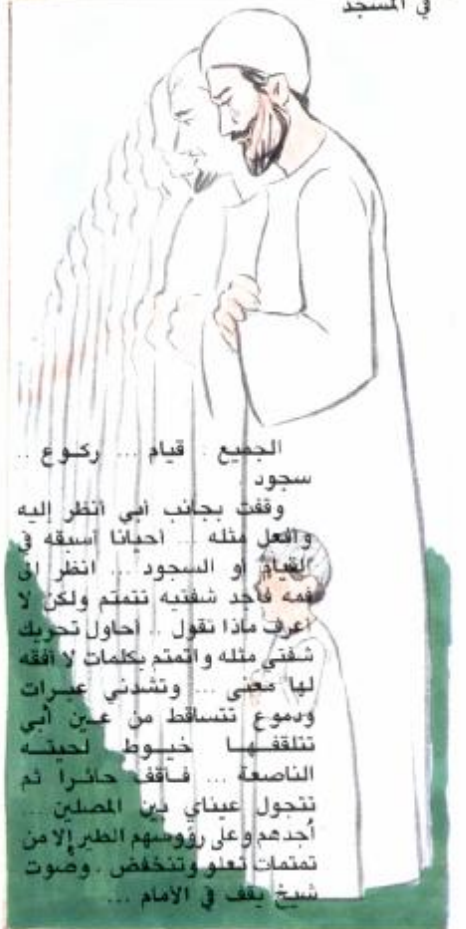 في المسجد
الجميع . قيام ... ركوع ..
سجود .
وقفت بجانب أبي أنظر إليه
وافعل مثله ... أحيانا أسبقه في
القيام أو السجود ... انظر الى
فمه فأجد شفتيه تتمتم ولكن لا
أعرف ماذا تقول .. أحاول تحريك
شفتي مثله واتمتم بكلمات لا أفقه
لها معنى ... وتشدني عبرات
ودموع تتساقط من عين أبي
تتلقفها خيوط لحيته
الناصعة ... فأقف حائرا ثم
تتجول عيناي بين المصلين ...
أجدهم وعلى رؤوسهم الطير إلا من
تمتمات تعلو وتنخفض . وصوت
شيخ يقف في الأمام ...